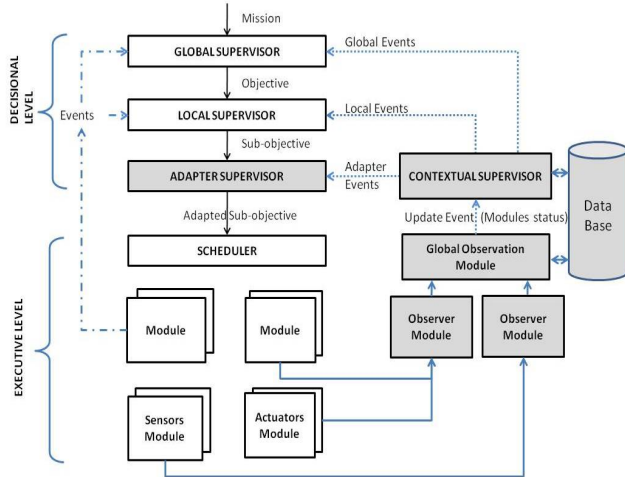 Mission
GLOBAL SUPERVISOR
Global Events
Objective
DECISIONAL
LEVEL
Events
LOCAL SUPERVISOR
Local Events
Sub-objective
ADAPTER SUPERVISOR
Adapter
Events
CONTEXTUAL SUPERVISOR
Data
Base
Adapted Sub-objective
Update Event (Modules status)
SCHEDULER
Global Observation
Module
EXECUTIVE LEVEL
Module
Module
Observer
Module
Observer
Module
Sensors
Module
Actuators
Module